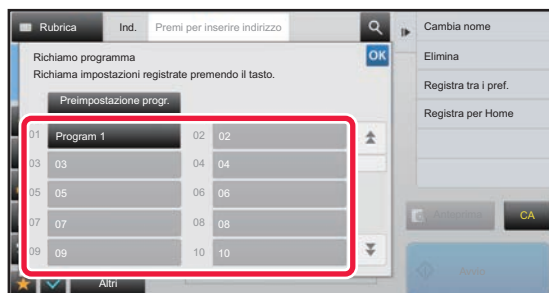 Rubrica
Ind.
Premi per inserire indirizzo
Cambia nome
Richiamo programma
OK
Elimina
Richiama impostazioni registrate premendo il tasto.
Registra tra i pref.
Preimpostazione progr.
Registra per Home
01 Program 1
02 02
03 03
04 04
05 05
06 06
07 07
08 08
CA
09 09
10 10
Altri
Avvio